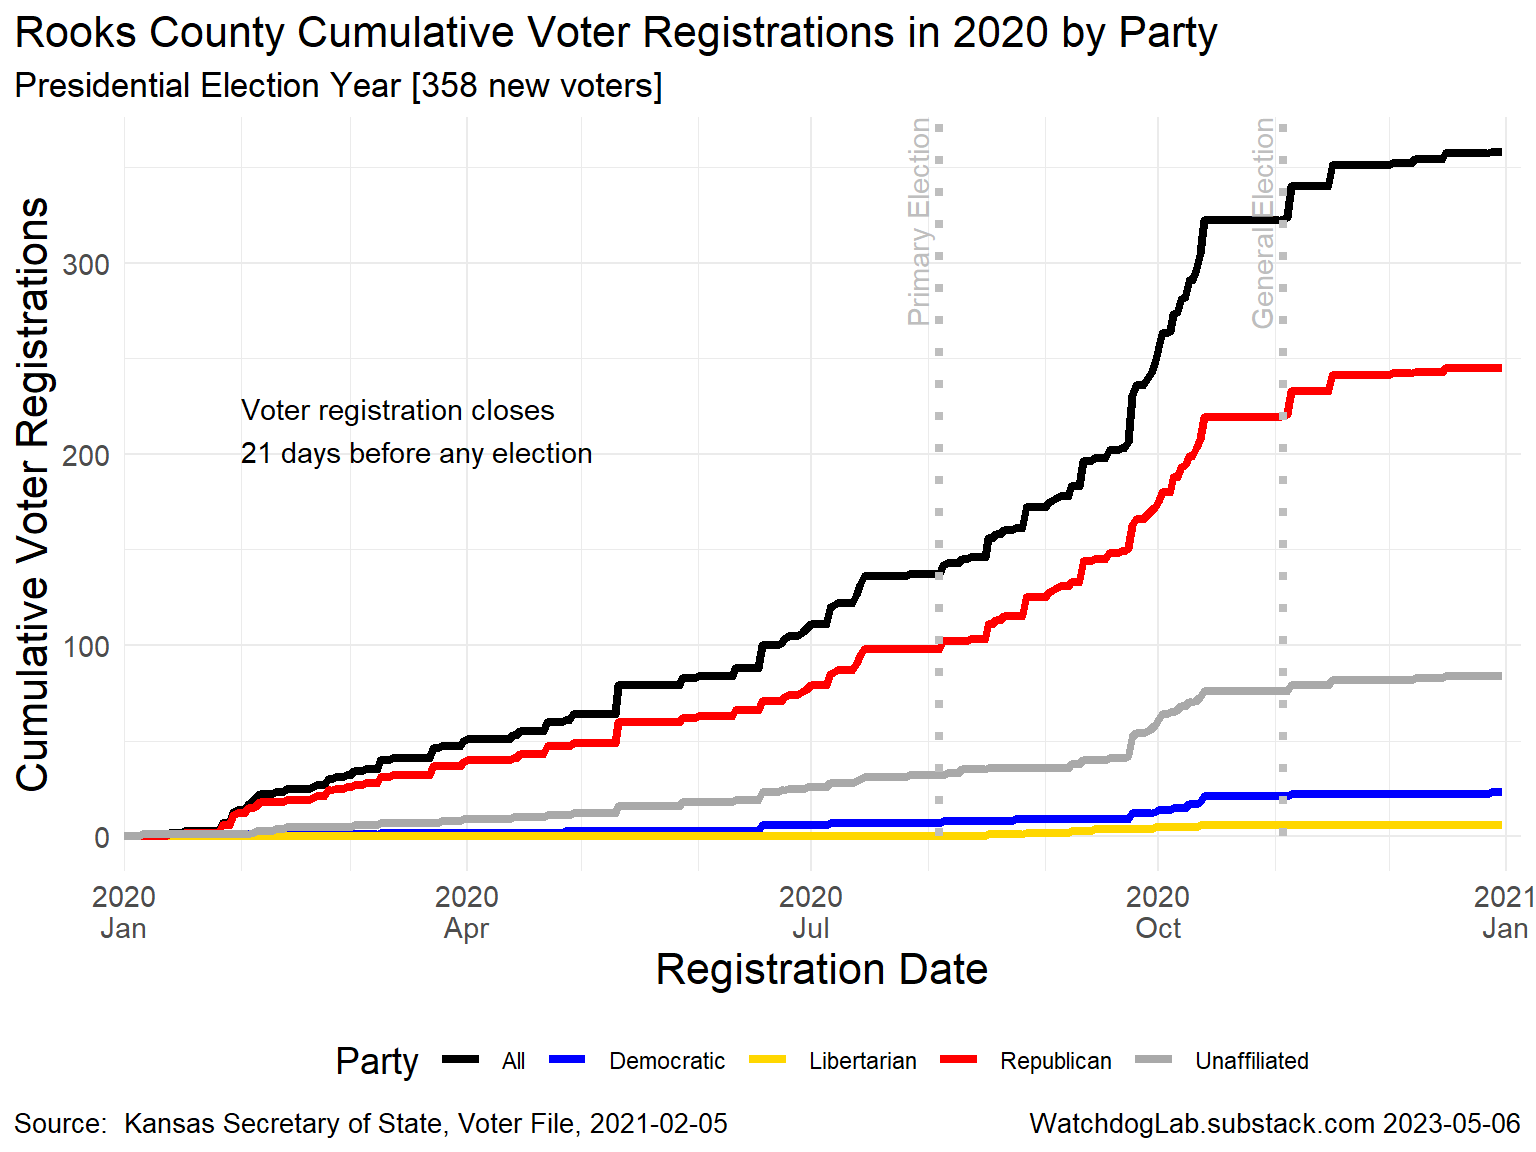 Rooks County Cumulative Voter Registrations in 2020 by Party
Presidential Election Year [358 new voters]
Cumulative Voter Registrations
300
200
100
0
Voter registration closes
21 days before any election
Primary Election
General Election
2020
Jan
2020
Apr
2020
Jul
2020
Oct
2021
Jan
Registration Date
Party All Democratic Libertarian Republican Unaffiliated
Source:  Kansas Secretary of State, Voter File, 2021-02-05
WatchdogLab.substack.com 2023-05-06